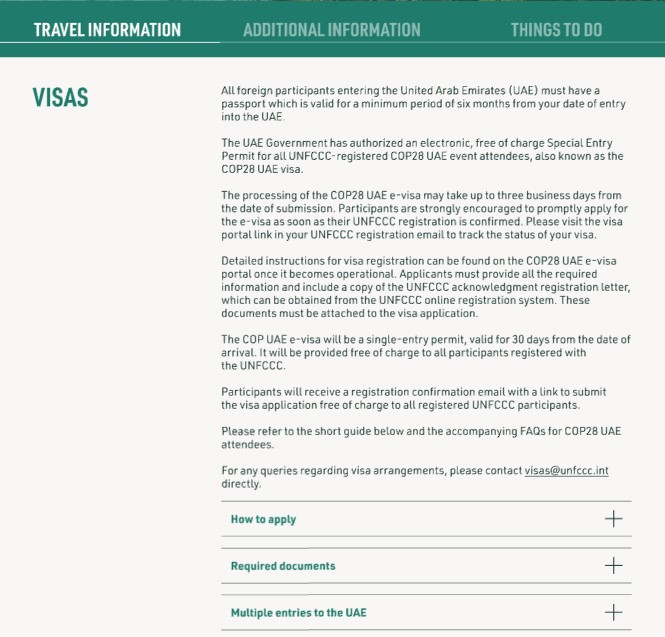 TRAVEL INFORMATION
ADDITIONAL INFORMATION
THINGS TO DO
VISAS
All foreign participants entering the United Arab Emirates (UAE) must have a
passport which is valid for a minimum period of six months from your date of entry
into the UAE.
The UAE Government has authorized an electronic, free of charge Special Entry
Permit for all UNFCCC-registered COP28 UAE event attendees, also known as the
COP28 UAE visa.
The processing of the COP28 UAE e-visa may take up to three business days from
the date of submission. Participants are strongly encouraged to promptly apply for
the e-visa as soon as their UNFCCC registration is confirmed. Please visit the visa
portal link in your UNFCCC registration email to track the status of your visa.
Detailed instructions for visa registration can be found on the COP28 UAE e-visa
portal once it becomes operational. Applicants must provide all the required
information and include a copy of the UNFCCC acknowledgment registration letter,
which can be obtained from the UNFCCC online registration system. These
documents must be attached to the visa application.
The COP UAE e-visa will be a single-entry permit, valid for 30 days from the date of
arrival. It will be provided free of charge to all participants registered with
the UNFCCC.
Participants will receive a registration confirmation email with a link to submit
the visa application free of charge to all registered UNFCCC participants.
Please refer to the short guide below and the accompanying FAQs for COP28 UAE
attendees.
For any queries regarding visa arrangements, please contact visas@unfccc.int
directly.
How to apply
Required documents
Multiple entries to the UAE